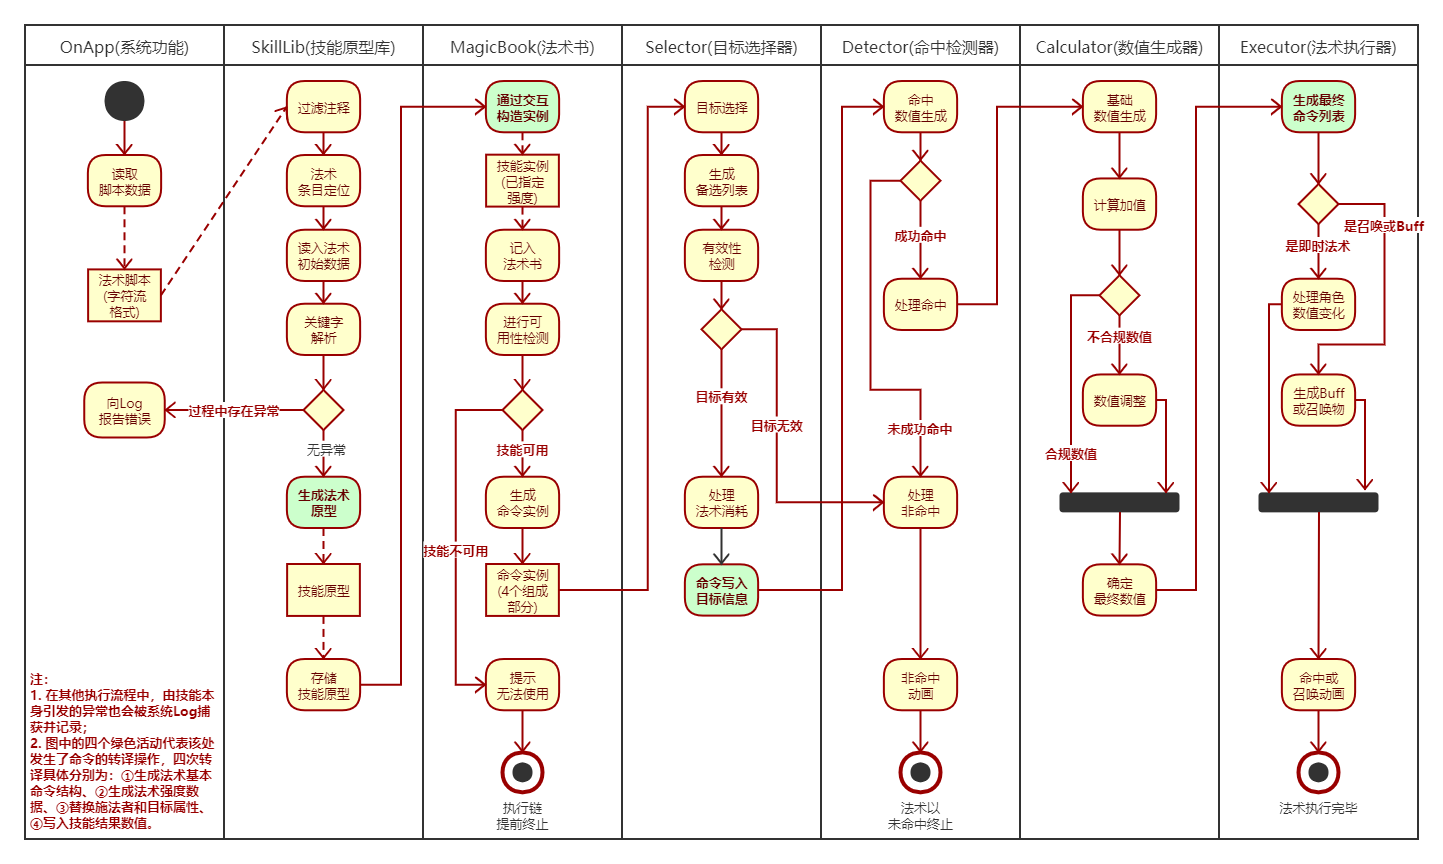 OnApp(系统功能)
SkillLib(技能原型库)
MagicBook(法术书)
Selector(目标选择器)
Detector(命中检测器)
Calculator(数值生成器)
Executor(法术执行器)
读取
脚本数据
法术脚本
(字符流
格式)
向Log
报告错误
注：
1. 在其他执行流程中，由技能本
身引发的异常也会被系统Log捕
获并记录；
2. 图中的四个绿色活动代表该处
发生了命令的转译操作，四次转
译具体分别为：①生成法术基本
命令结构、②生成法术强度数
据、③替换施法者和目标属性、
④写入技能结果数值。
过滤注释
法术
条目定位
读入法术
初始数据
关键字
解析
过程中存在异常
无异常
生成法术
原型
技能原型
存储
技能原型
通过交互
构造实例
技能实例
(已指定
强度)
记入
法术书
进行可
用性检测
技能可用
生成
命令实例
技能不可用
命令实例
(4个组成
部分)
提示
无法使用
执行链
提前终止
目标选择
生成
备选列表
有效性
检测
目标有效
目标无效
处理
法术消耗
命令写入
目标信息
命中
数值生成
成功命中
处理命中
未成功命中
处理
非命中
非命中
动画
法术以
未命中终止
基础
数值生成
计算加值
不合规数值
数值调整
合规数值
确定
最终数值
生成最终
命令列表
是召唤或Buff
是即时法术
处理角色
数值变化
生成Buff
或召唤物
命中或
召唤动画
法术执行完毕